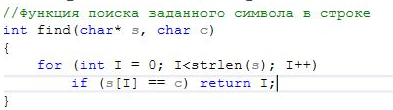 //функция поиска заданного символа в строке
int find(char* s, char c)
{
    for (int I = 0; I<strlen(s); I++)
        if (s[I] == c) return I;
}